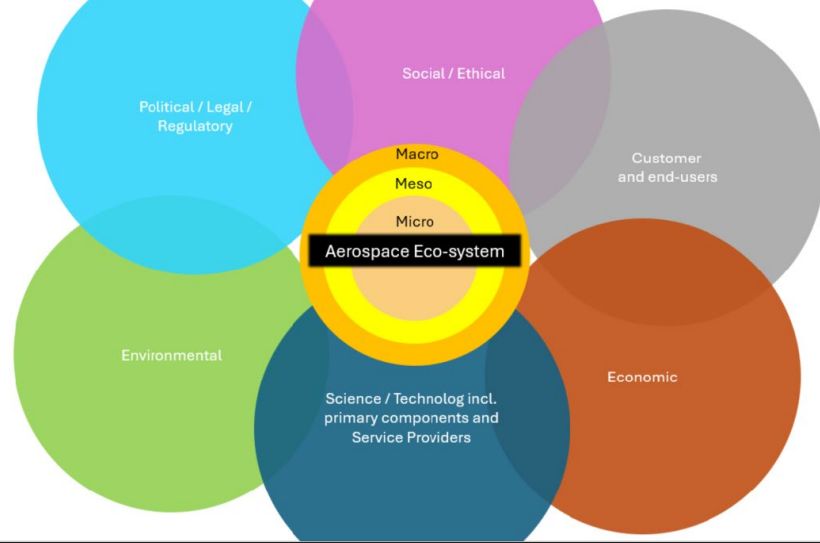 Social / Ethical
Political / Legal /
Regulatory
Customer
and end-users
Macro
Meso
Micro
Aerospace Eco-system
Environmental
Economic
Science / Technolog incl.
primary components and
Service Providers